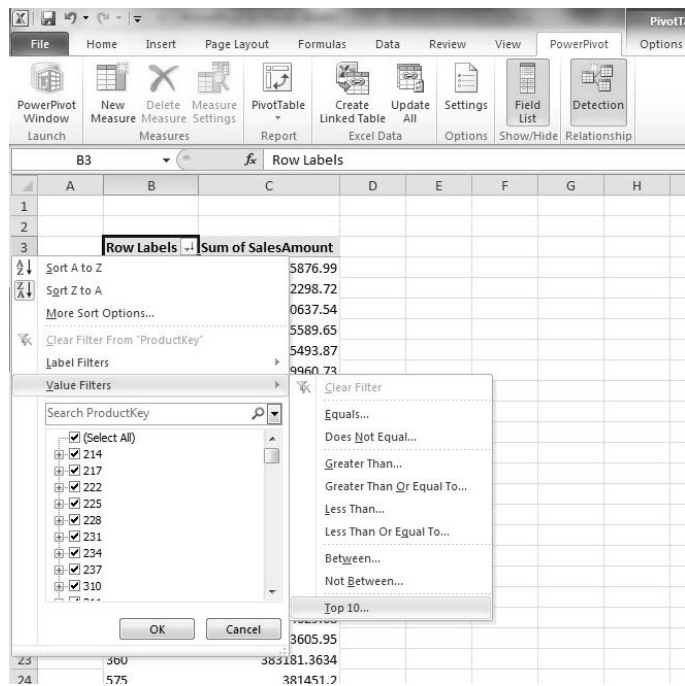 PivotTa
File Home Insert Page Layout Formulas Data Review View PowerPivot Options
PowerPivot Window New Measure Delete Measure Measure Settings PivotTable Create Linked Table Update All Settings Field List Detection
Launch Measures Report Excel Data Options Show/Hide Relationship
B3 fx Row Labels
A B C D E F G H
1
2
3 Row Labels Sum of SalesAmount
Sort A to Z 5876.99
Sort Z to A 2298.72
More Sort Options... 0637.54
Clear Filter From "ProductKey" 5589.65
Label Filters 5493.87
9960.73
Value Filters
Clear Filter
Search ProductKey
Equals...
(Select All)
Does Not Equal...
214
217
Greater Than...
222
Greater Than Or Equal To...
225
Less Than...
228
231
Less Than Or Equal To...
234
Between...
237
Not Between...
310
Top 10...
OK Cancel
3605.95
23 360 383181.3634
24 575 381451.2